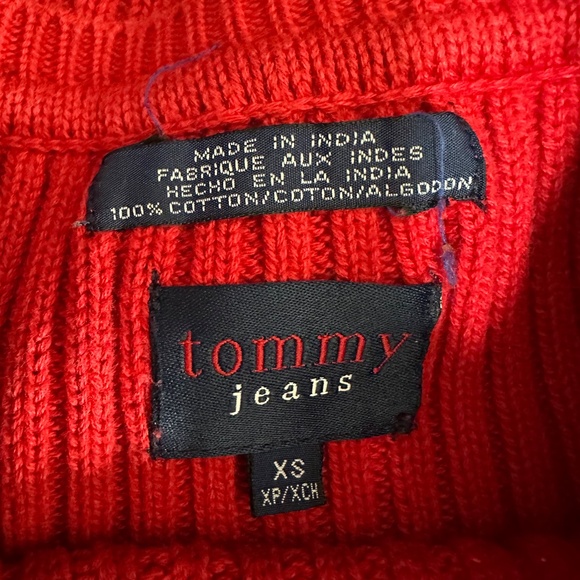 MADE IN INDIA
FABRIQUE AUX INDES
HECHO EN LA INDIA
100% COTTON/COTON/ALGODON
tommy
jeans
XS
XP/XCH